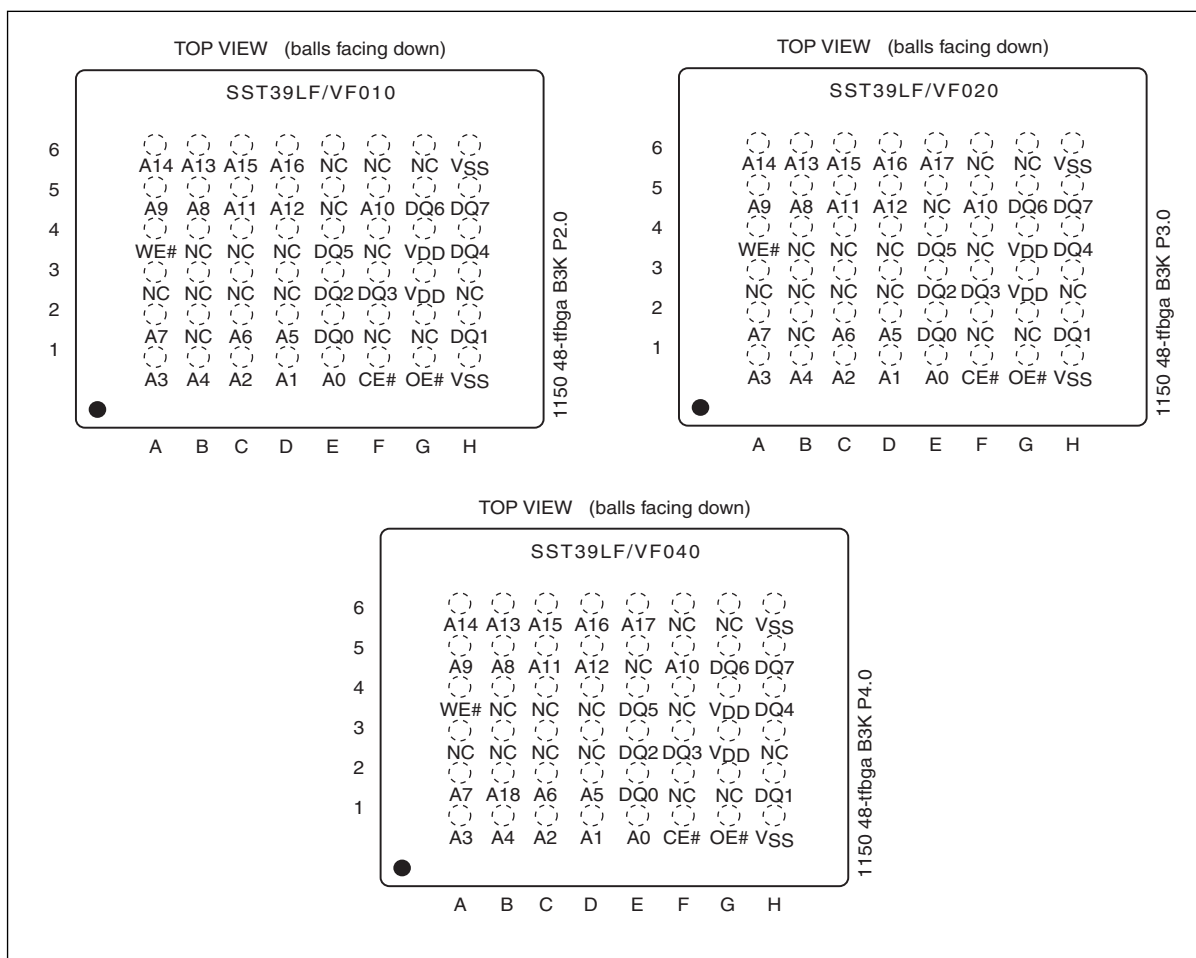 TOP VIEW (balls facing down)
SST39LF/VF010
6
A14 A13 A15 A16 NC NC NC VSS
5
A9 A8 A11 A12 NC A10 DQ6 DQ7
4
WE# NC NC NC DQ5 NC VDD DQ4
3
NC NC NC NC DQ2 DQ3 VDD NC
2
A7 NC A6 A5 DQ0 NC NC DQ1
1
A3 A4 A2 A1 A0 CE# OE# VSS
A B C D E F G H
1150 48-tfbga B3K P2.0
TOP VIEW (balls facing down)
SST39LF/VF020
6
A14 A13 A15 A16 A17 NC NC VSS
5
A9 A8 A11 A12 NC A10 DQ6 DQ7
4
WE# NC NC NC DQ5 NC VDD DQ4
3
NC NC NC NC DQ2 DQ3 VDD NC
2
A7 NC A6 A5 DQ0 NC NC DQ1
1
A3 A4 A2 A1 A0 CE# OE# VSS
A B C D E F G H
1150 48-tfbga B3K P3.0
TOP VIEW (balls facing down)
SST39LF/VF040
6
A14 A13 A15 A16 A17 NC NC VSS
5
A9 A8 A11 A12 NC A10 DQ6 DQ7
4
WE# NC NC NC DQ5 NC VDD DQ4
3
NC NC NC NC DQ2 DQ3 VDD NC
2
A7 A18 A6 A5 DQ0 NC NC DQ1
1
A3 A4 A2 A1 A0 CE# OE# VSS
A B C D E F G H
1150 48-tfbga B3K P4.0